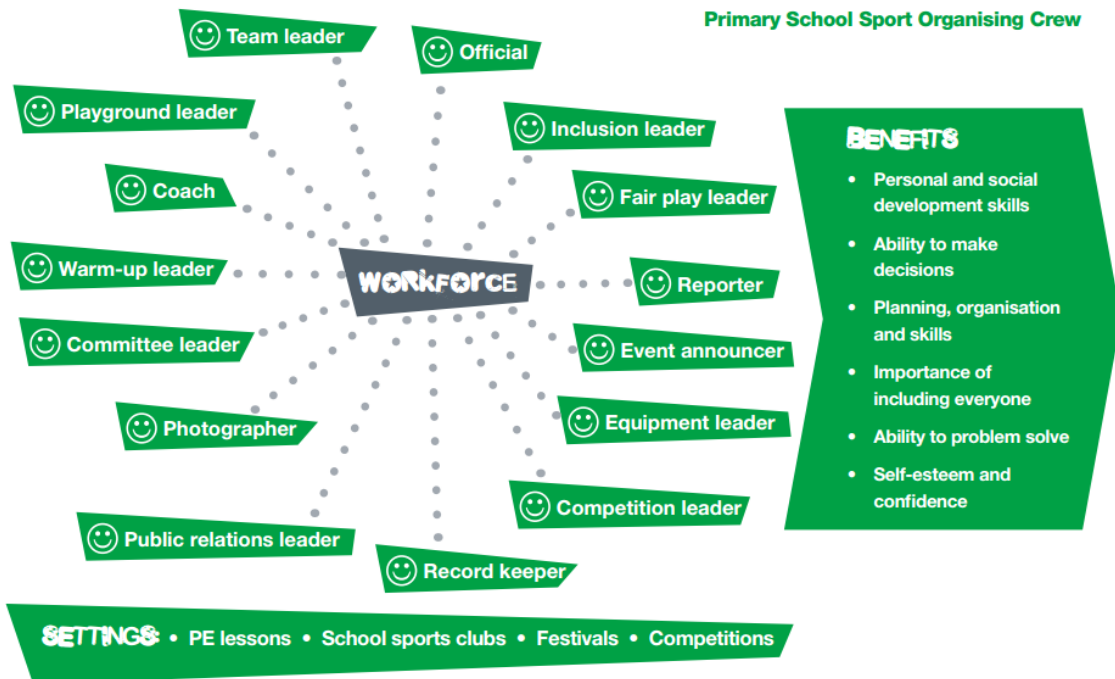 Primary School Sport Organising Crew
Team leader
Official
Playground leader
Inclusion leader
Coach
Fair play leader
WORKFORCE
Warm-up leader
Reporter
Committee leader
Event announcer
Photographer
Equipment leader
Public relations leader
Competition leader
Record keeper
BENEFITS
• Personal and social
development skills
• Ability to make
decisions
• Planning, organisation
and skills
• Importance of
including everyone
• Ability to problem solve
• Self-esteem and
confidence
SETTINGS: • PE lessons • School sports clubs • Festivals • Competitions